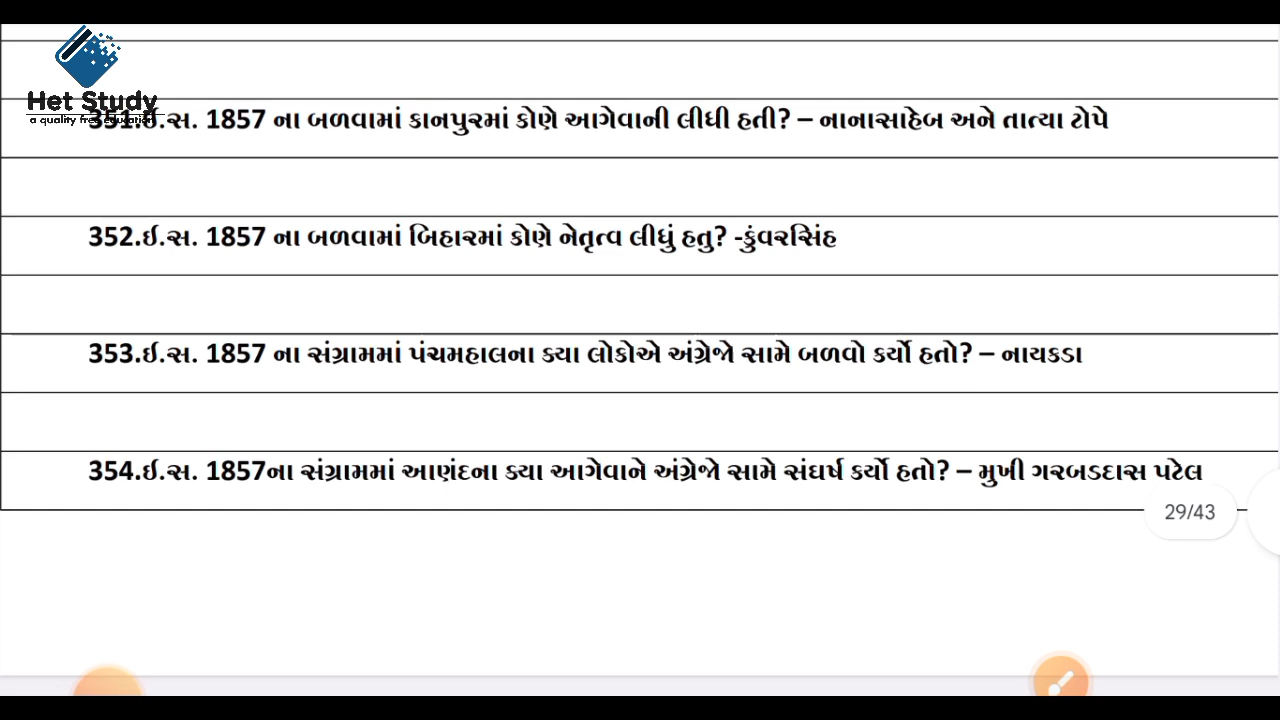 Het Study
a quality free education
351.ઈ.સ. 1857 ના બળવામાં કાનપુરમાં કોણે આગેવાની લીધી હતી? – નાનાસાહેબ અને તાત્યા ટોપે
352.ઈ.સ. 1857 ના બળવામાં બિહારમાં કોણે નેતૃત્વ લીધું હતુ? -કુંવરસિંહ
353.ઈ.સ. 1857 ના સંગ્રામમાં પંચમહાલના ક્યા લોકોએ અંગ્રેજો સામે બળવો કર્યો હતો? – નાયકડા
354.ઈ.સ. 1857ના સંગ્રામમાં આણંદના ક્યા આગેવાને અંગ્રેજો સામે સંઘર્ષ કર્યો હતો? – મુખી ગરબડદાસ પટેલ
29/43